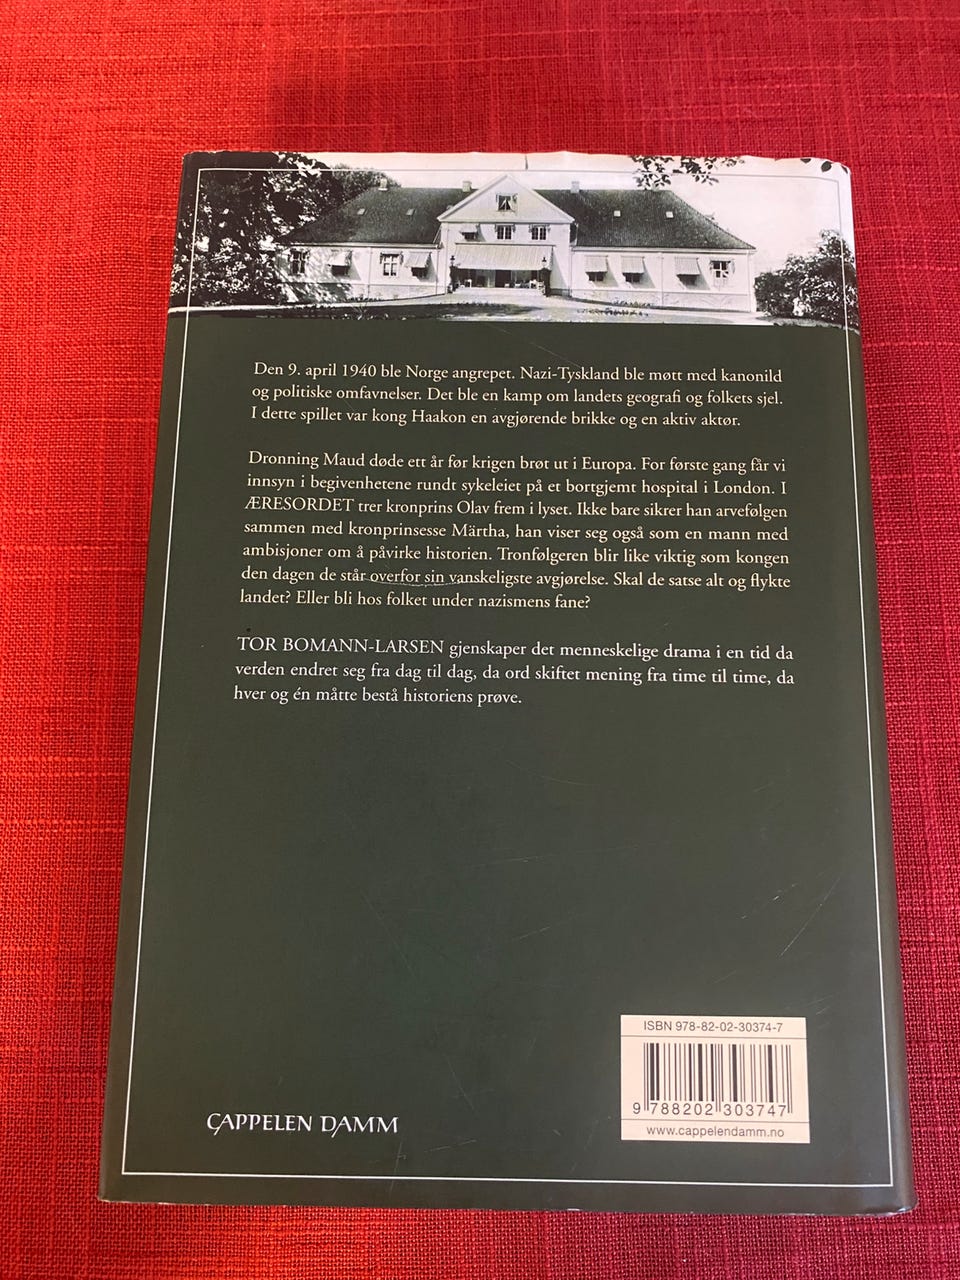 Den 9. april 1940 ble Norge angrepet. Nazi-Tyskland ble møtt med kanonild
og politiske omfavnelser. Det ble en kamp om landets geografi og folkets sjel.
I dette spillet var kong Haakon en avgjørende brikke og en aktiv aktør.
Dronning Maud døde ett år før krigen brøt ut i Europa. For første gang får vi
innsyn i begivenhetene rundt sykeleiet på et bortgjemt hospital i London. I
ÆRESORDET trer kronprins Olav frem i lyset. Ikke bare sikrer han arvefølgen
sammen med kronprinsesse Märtha, han viser seg også som en mann med
ambisjoner om å påvirke historien. Tronfølgeren blir like viktig som kongen
den dagen de står overfor sin vanskeligste avgjørelse. Skal de satse alt og flykte
landet? Eller bli hos folket under nazismens fane?
TOR BOMANN-LARSEN gjenskaper det menneskelige drama i en tid da
verden endret seg fra dag til dag, da ord skiftet mening fra time til time, da
hver og én måtte bestå historiens prøve.
ISBN 978-82-02-30374-7
9 788202 303747
www.cappelendamm.no
CAPPELEN DAMM